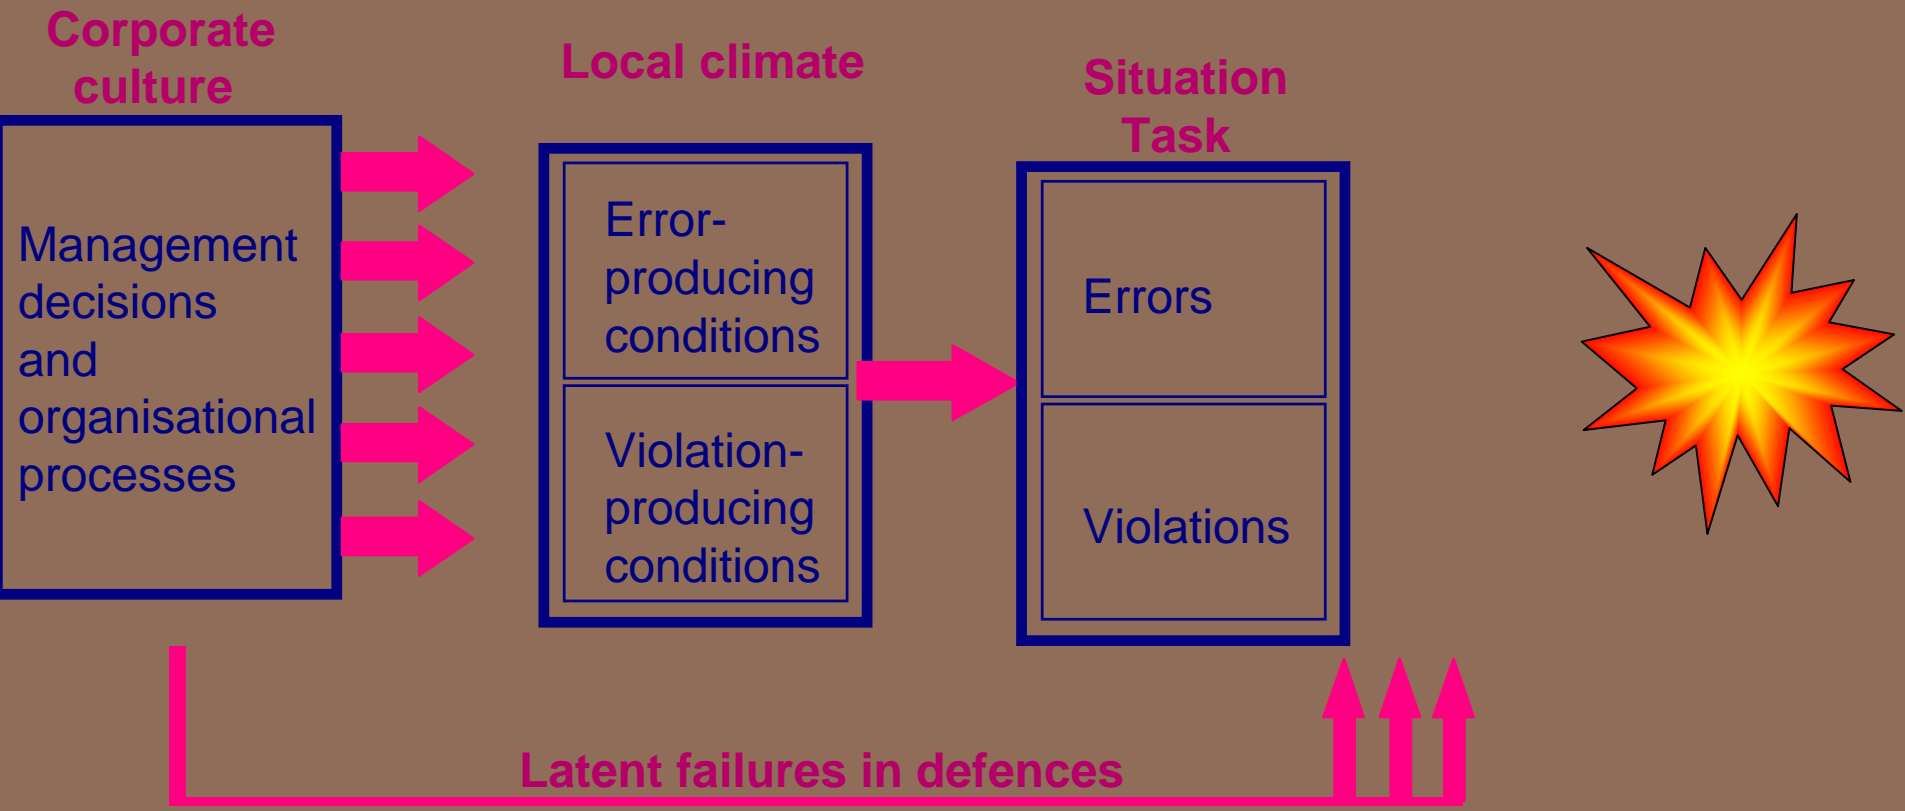 Corporate
culture
Local climate
Situation
Task
Management
decisions
and
organisational
processes
Error-
producing
conditions
Violation-
producing
conditions
Errors
Violations
Latent failures in defences